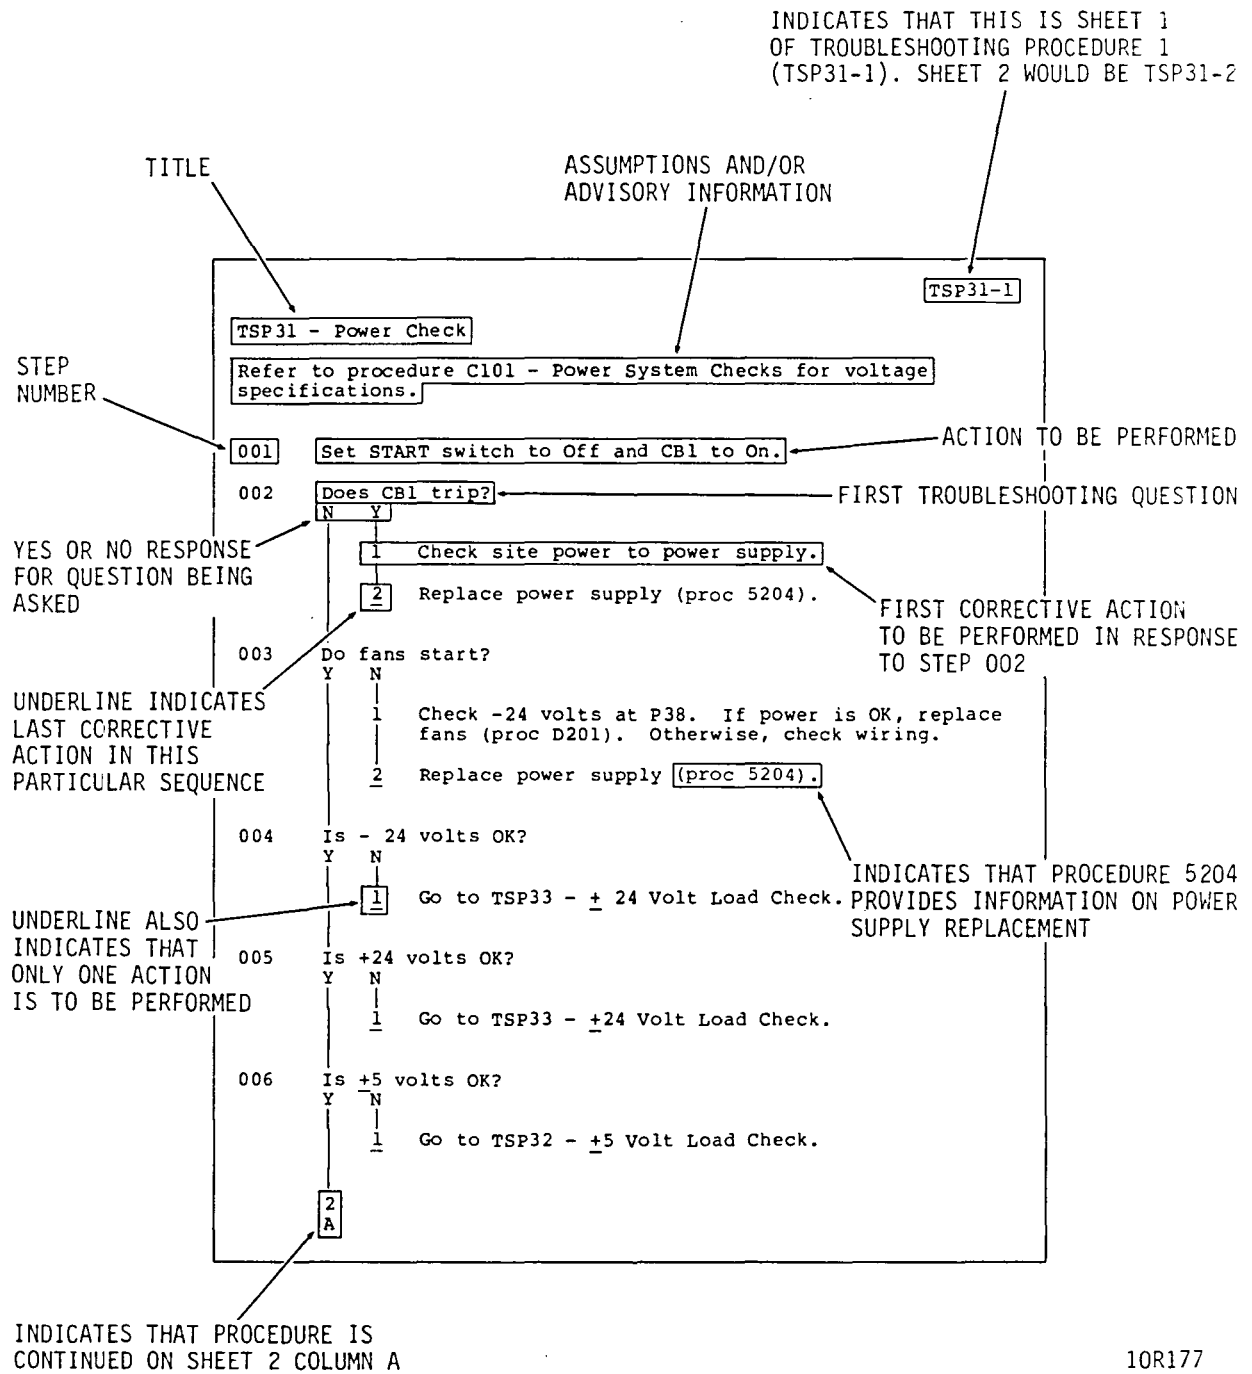 INDICATES THAT THIS IS SHEET 1
OF TROUBLESHOOTING PROCEDURE 1
(TSP31-1). SHEET 2 WOULD BE TSP31-2
TITLE
ASSUMPTIONS AND/OR
ADVISORY INFORMATION
TSP31-1
TSP31 - Power Check
Refer to procedure C101 - Power System Checks for voltage
specifications.
STEP
NUMBER
001 Set START switch to Off and CB1 to On.
ACTION TO BE PERFORMED
002 Does CB1 trip?
FIRST TROUBLESHOOTING QUESTION
N Y
YES OR NO RESPONSE
FOR QUESTION BEING
ASKED
1 Check site power to power supply.
2 Replace power supply (proc 5204).
FIRST CORRECTIVE ACTION
TO BE PERFORMED IN RESPONSE
TO STEP 002
003 Do fans start?
Y N
UNDERLINE INDICATES
LAST CORRECTIVE
ACTION IN THIS
PARTICULAR SEQUENCE
1 Check -24 volts at P38. If power is OK, replace
fans (proc D201). Otherwise, check wiring.
2 Replace power supply (proc 5204).
004 Is - 24 volts OK?
Y N
INDICATES THAT PROCEDURE 5204
PROVIDES INFORMATION ON POWER
SUPPLY REPLACEMENT
1 Go to TSP33 - ± 24 Volt Load Check.
UNDERLINE ALSO
INDICATES THAT
ONLY ONE ACTION
IS TO BE PERFORMED
005 Is +24 volts OK?
Y N
1 Go to TSP33 - ±24 Volt Load Check.
006 Is ±5 volts OK?
Y N
1 Go to TSP32 - ±5 Volt Load Check.
2
A
INDICATES THAT PROCEDURE IS
CONTINUED ON SHEET 2 COLUMN A
10R177